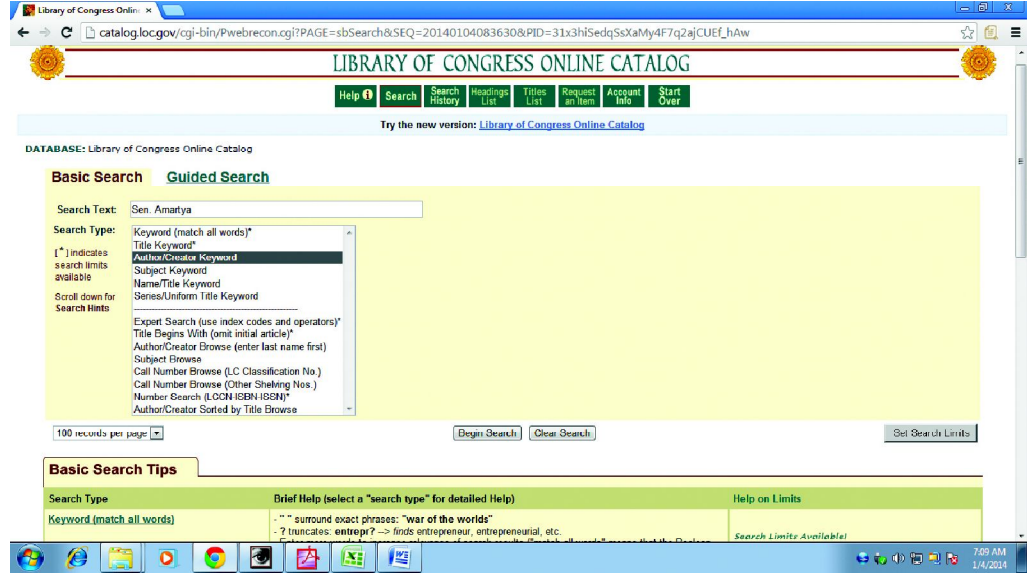 Library of Congress Onlin ×
catalog.loc.gov/cgi-bin/Pwebrecon.cgi?PAGE=sbSearch&SEQ=20140104083630&PID=31x3hiSedqSsXaMy4F7q2ajCUEf_hAw
LIBRARY OF CONGRESS ONLINE CATALOG
Help Search Search History Headings List Titles List Request an Item Account Info Start Over
Try the new version: Library of Congress Online Catalog
DATABASE: Library of Congress Online Catalog
Basic Search Guided Search
Search Text: Sen. Amartya
Search Type:
[*] indicates
search limits
available
Scroll down for
Search Hints
Keyword (match all words)*
Title Keyword*
Author/Creator Keyword
Subject Keyword
Name/Title Keyword
Series/Uniform Title Keyword
Expert Search (use index codes and operators)*
Title Begins With (omit initial article)*
Author/Creator Browse (enter last name first)
Subject Browse
Call Number Browse (LC Classification No.)
Call Number Browse (Other Shelving Nos.)
Number Search (LCCN-ISBN-ISSN)*
Author/Creator Sorted by Title Browse
100 records per page Begin Search Clear Search Set Search Limits
Basic Search Tips
Search Type Brief Help (select a "search type" for detailed Help) Help on Limits
Keyword (match all words)
- " " surround exact phrases: "war of the worlds"
- ? truncates: entrepr? --> finds entrepreneur, entrepreneurial, etc.
Search Limits Available!
7:09 AM
1/4/2014